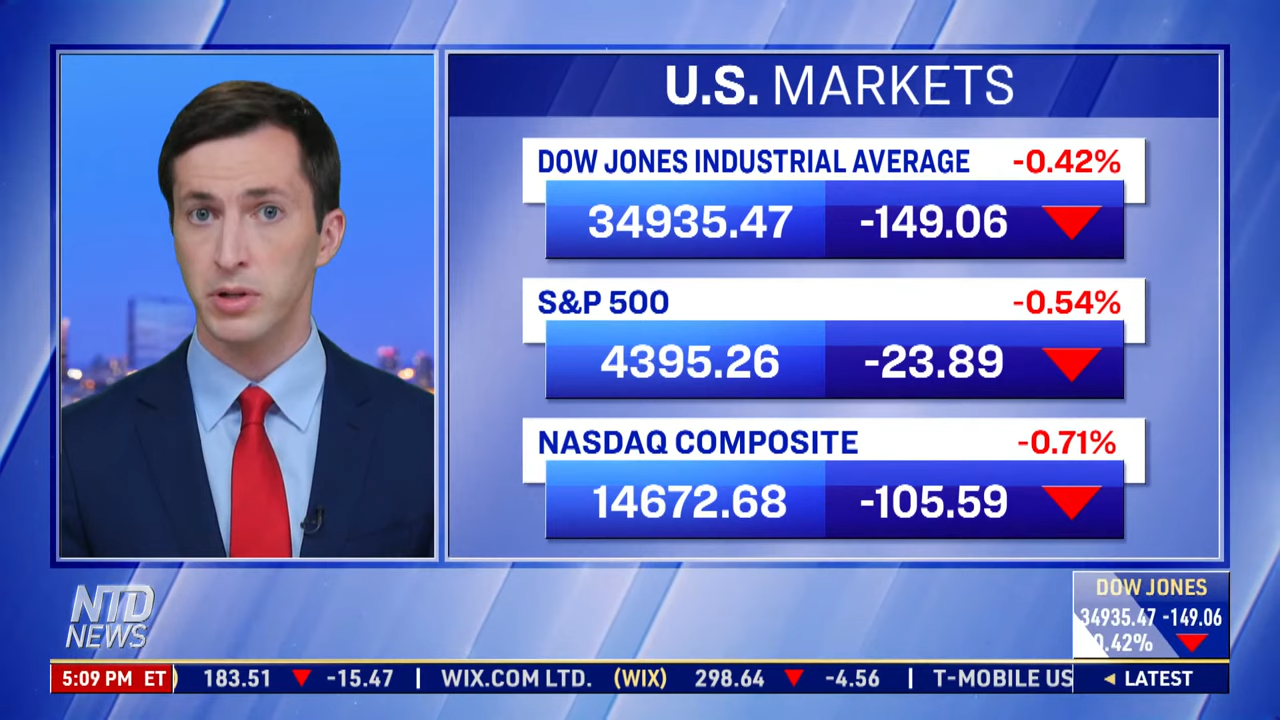 U.S. MARKETS
DOW JONES INDUSTRIAL AVERAGE -0.42%
34935.47 -149.06
S&P 500 -0.54%
4395.26 -23.89
NASDAQ COMPOSITE -0.71%
14672.68 -105.59
NTD
NEWS
DOW JONES
34935.47 -149.06
0.42%
5:09 PM ET ) 183.51 -15.47 | WIX.COM LTD. (WIX) 298.64 -4.56 | T-MOBILE US
LATEST